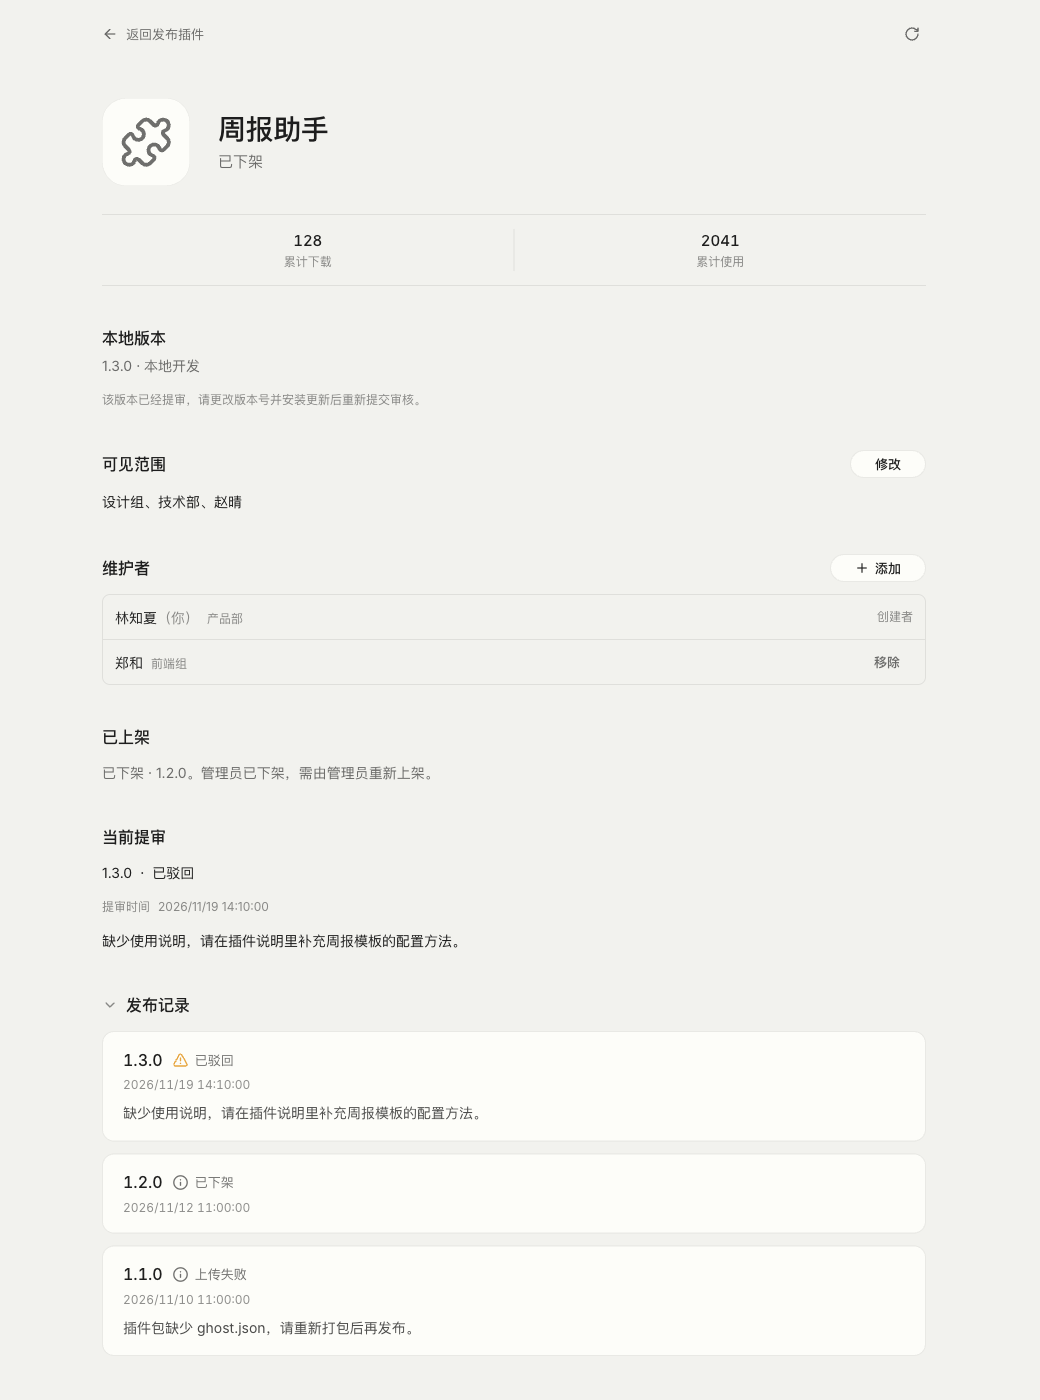 返回发布插件
周报助手
已下架
128
累计下载
2041
累计使用
本地版本
1.3.0 · 本地开发
该版本已经提审，请更改版本号并安装更新后重新提交审核。
可见范围
修改
设计组、技术部、赵晴
维护者
添加
林知夏（你） 产品部
创建者
郑和 前端组
移除
已上架
已下架 · 1.2.0。管理员已下架，需由管理员重新上架。
当前提审
1.3.0 · 已驳回
提审时间 2026/11/19 14:10:00
缺少使用说明，请在插件说明里补充周报模板的配置方法。
发布记录
1.3.0 已驳回
2026/11/19 14:10:00
缺少使用说明，请在插件说明里补充周报模板的配置方法。
1.2.0 已下架
2026/11/12 11:00:00
1.1.0 上传失败
2026/11/10 11:00:00
插件包缺少 ghost.json，请重新打包后再发布。